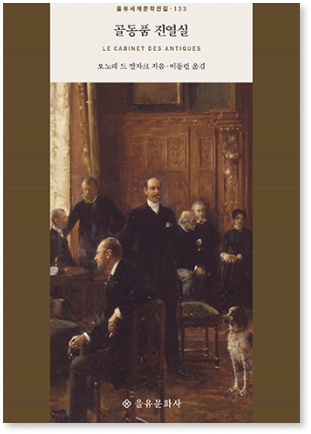 을유세계문학전집 · 133
골동품 진열실
LE CABINET DES ANTIQUES
오노레 드 발자크 지음 · 이동렬 옮김
을유문화사